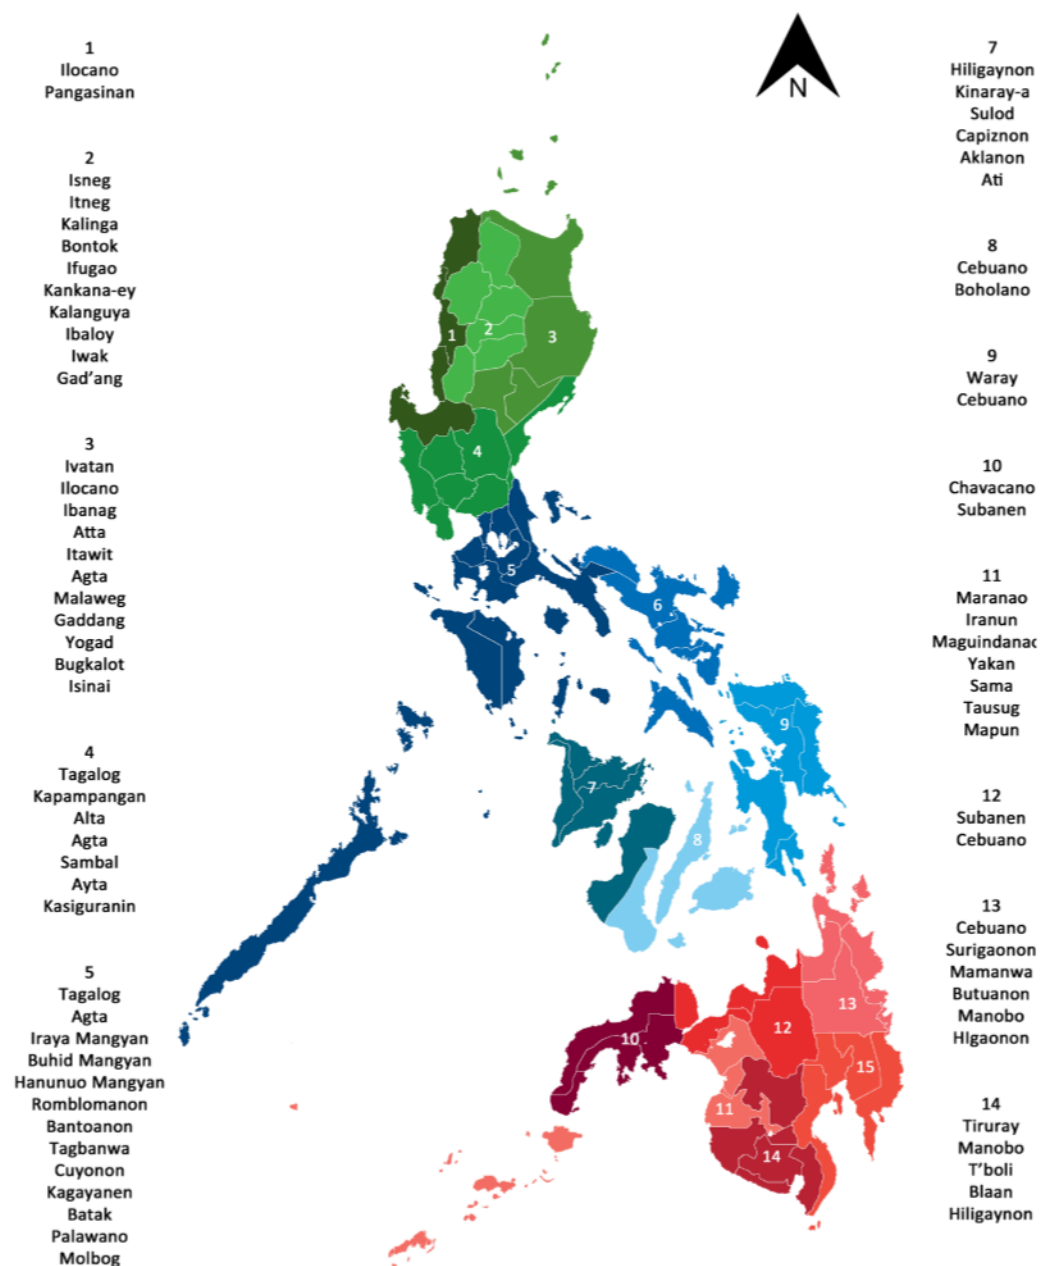 1
Ilocano
Pangasinan
2
Isneg
Itneg
Kalinga
Bontok
Ifugao
Kankana-ey
Kalanguya
Ibaloy
Iwak
Gad'ang
3
Ivatan
Ilocano
Ibanag
Atta
Itawit
Agta
Malaweg
Gaddang
Yogad
Bugkalot
Isinai
4
Tagalog
Kapampangan
Alta
Agta
Sambal
Ayta
Kasiguranin
5
Tagalog
Agta
Iraya Mangyan
Buhid Mangyan
Hanunuo Mangyan
Romblomanon
Bantoanon
Tagbanwa
Cuyonon
Kagayanen
Batak
Palawano
Molbog
N
1
2
3
4
5
6
7
8
9
10
11
12
13
14
15
7
Hiligaynon
Kinaray-a
Sulod
Capiznon
Aklanon
Ati
8
Cebuano
Boholano
9
Waray
Cebuano
10
Chavacano
Subanen
11
Maranao
Iranun
Maguindanac
Yakan
Sama
Tausug
Mapun
12
Subanen
Cebuano
13
Cebuano
Surigaonon
Mamanwa
Butuanon
Manobo
HIgaonon
14
Tiruray
Manobo
T'boli
Blaan
Hiligaynon